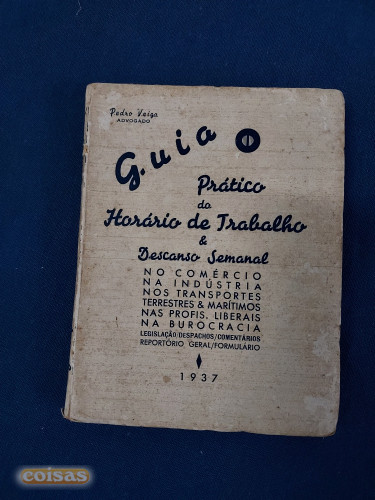 Pedro Veiga
ADVOGADO
Guia
Prático
do
Horário de Trabalho
&
Descanso Semanal
NO COMÉRCIO
NA INDÚSTRIA
NOS TRANSPORTES
TERRESTRES & MARÍTIMOS
NAS PROFIS. LIBERAIS
NA BUROCRACIA
LEGISLAÇÃO/DESPACHOS/COMENTÁRIOS
REPORTÓRIO GERAL/FORMULÁRIO
1937
coisas